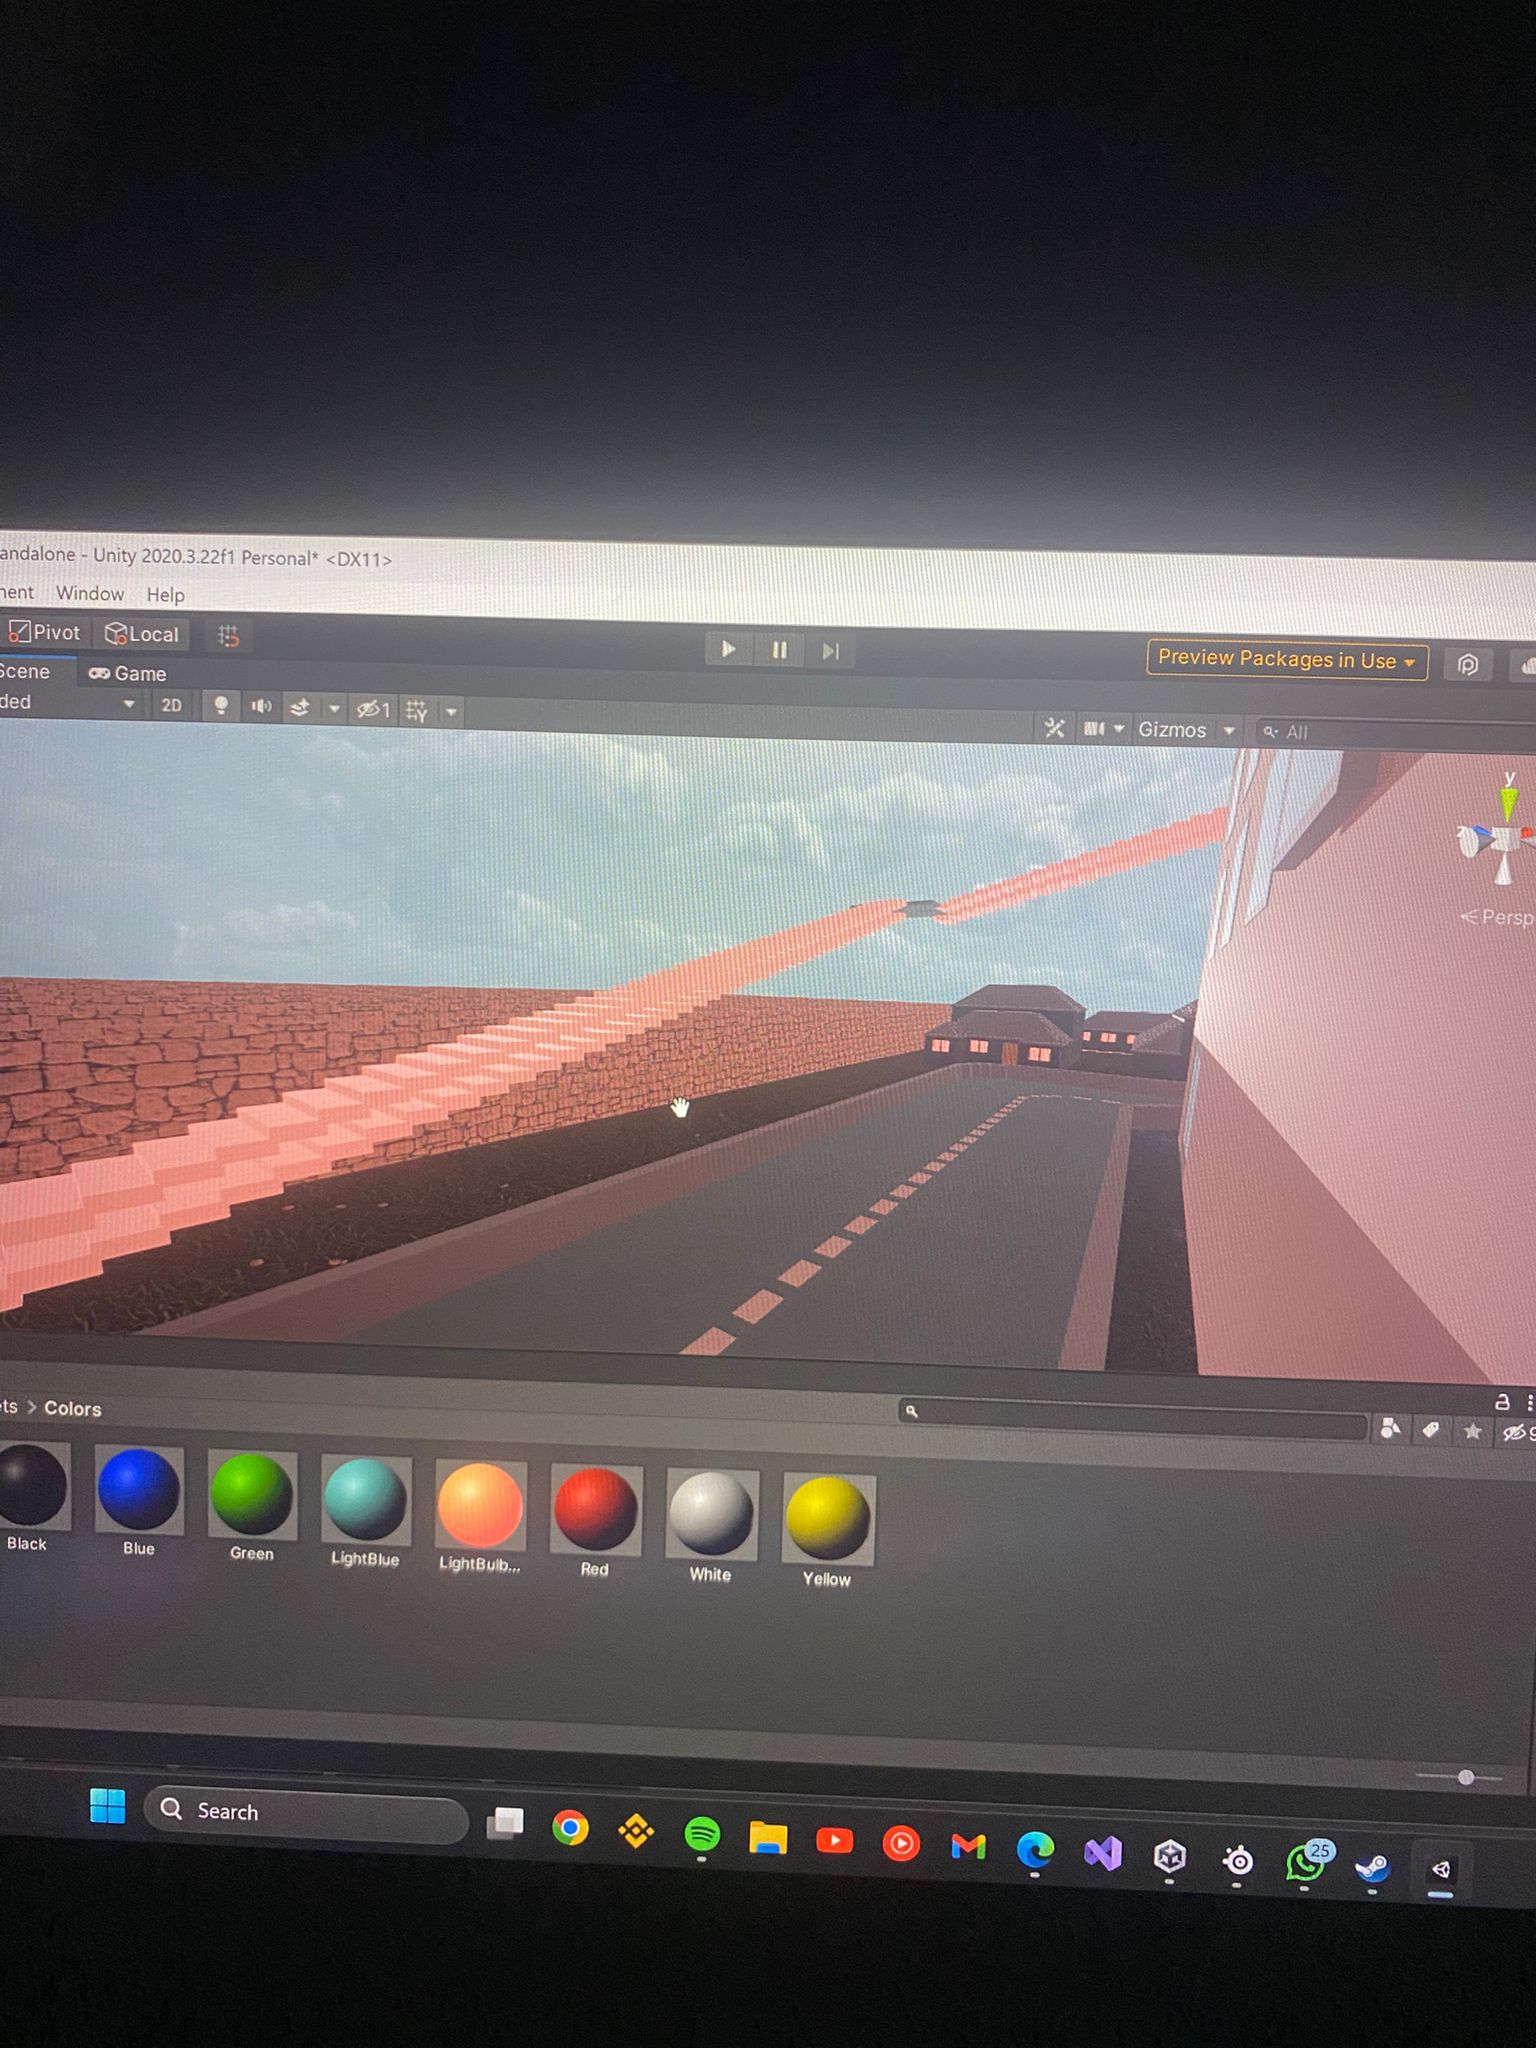 andalone - Unity 2020.3.22f1 Personal* <DX11>
nent Window Help
Pivot Local
Scene Game
Preview Packages in Use
ded 2D 1 Gizmos All
y
Persp
ts > Colors
9
Black Blue Green LightBlue LightBulb... Red White Yellow
Search
25